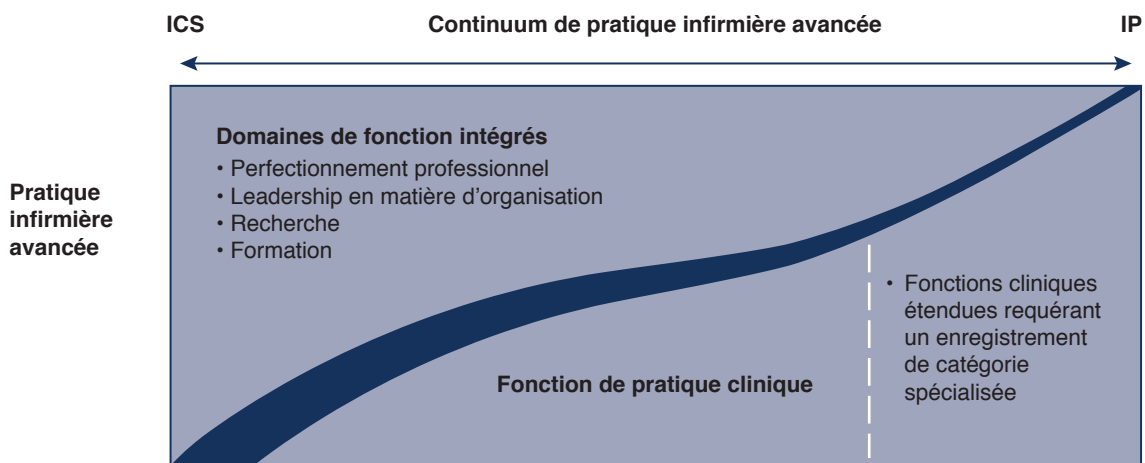 ICS
Continuum de pratique infirmière avancée
IP
Pratique
infirmière
avancée
Domaines de fonction intégrés
• Perfectionnement professionnel
• Leadership en matière d'organisation
• Recherche
• Formation
Fonction de pratique clinique
• Fonctions cliniques
étendues requérant
un enregistrement
de catégorie
spécialisée